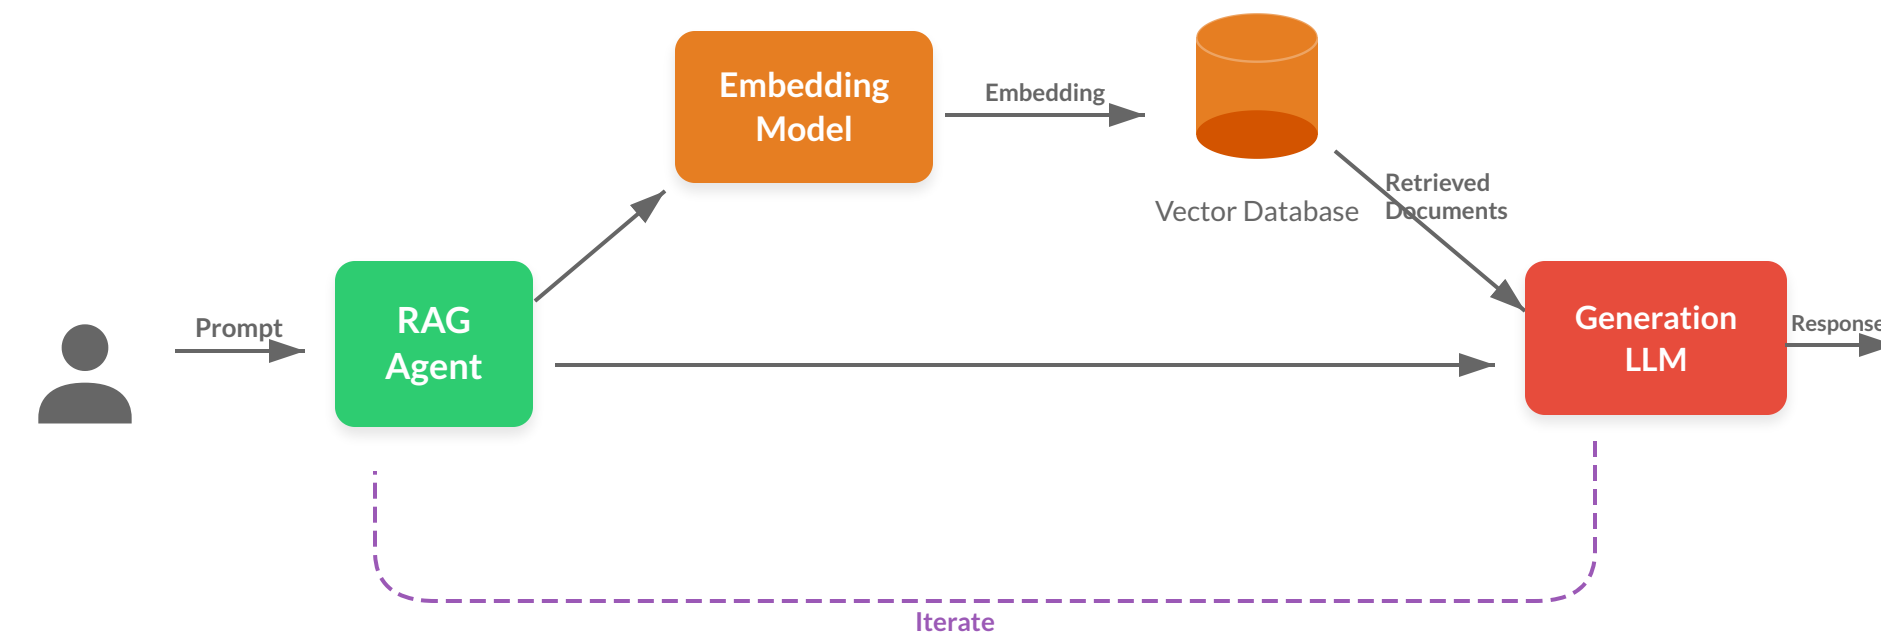 Prompt
RAG
Agent
Embedding
Model
Embedding
Vector Database
Retrieved
Documents
Generation
LLM
Response
Iterate